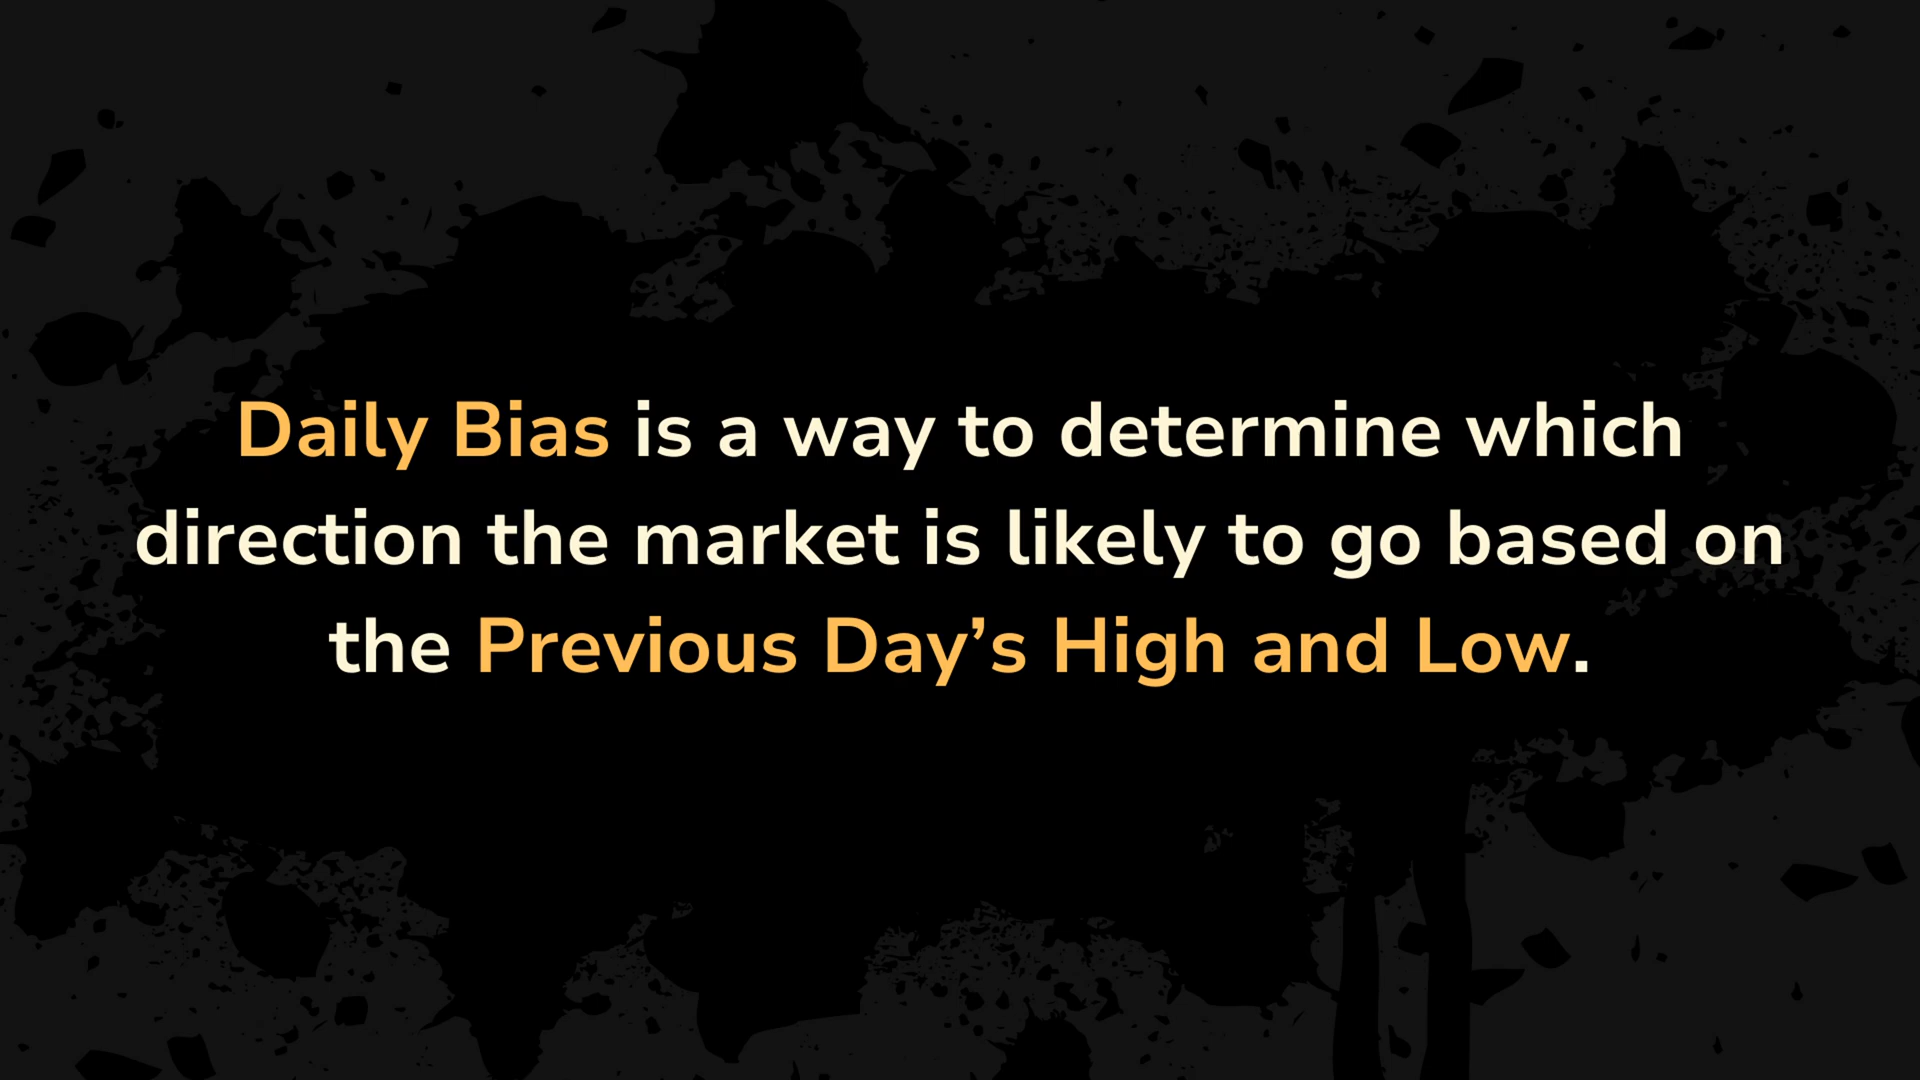 Daily Bias is a way to determine which
direction the market is likely to go based on
the Previous Day’s High and Low.